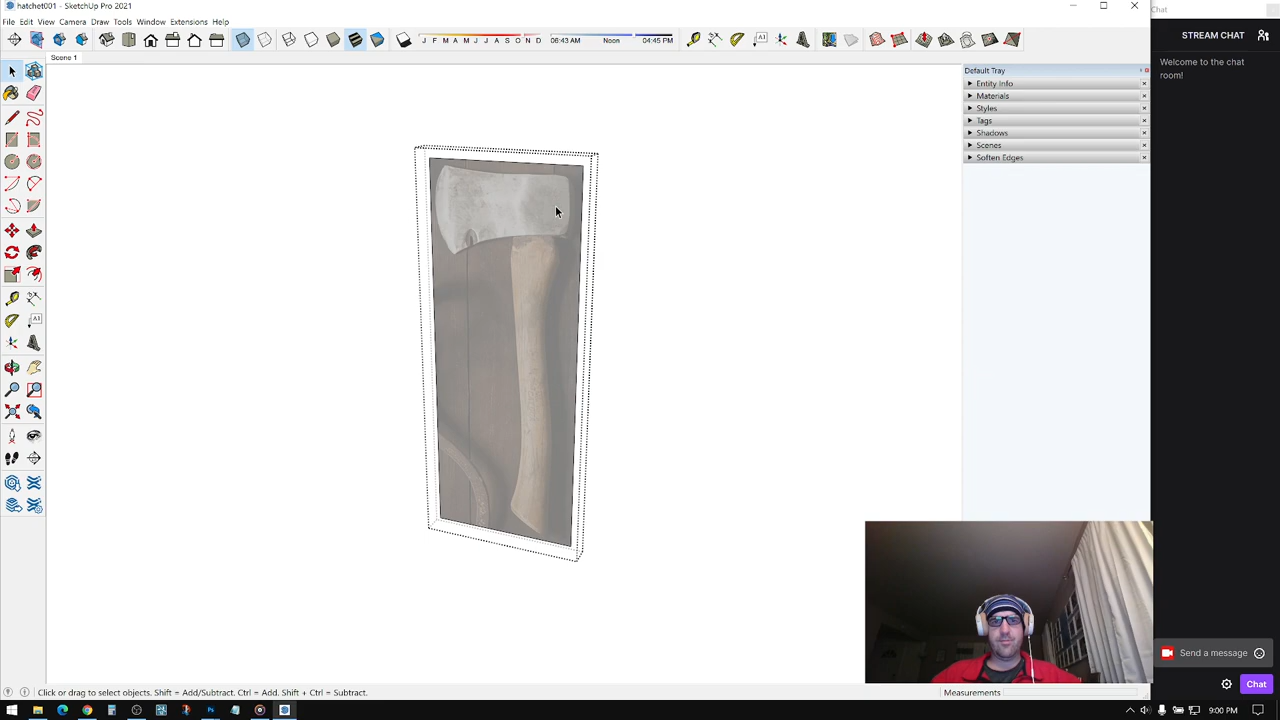 hatchet001 - SketchUp Pro 2021
Chat
File Edit View Camera Draw Tools Window Extensions Help
STREAM CHAT
J F M A M J J A S O N D 06:43 AM Noon 04:45 PM
Scene 1
Welcome to the chat room!
Default Tray
Entity Info
Materials
Styles
Tags
Shadows
Scenes
Soften Edges
Send a message
Chat
Click or drag to select objects. Shift = Add/Subtract. Ctrl = Add. Shift + Ctrl = Subtract.
Measurements
9:00 PM